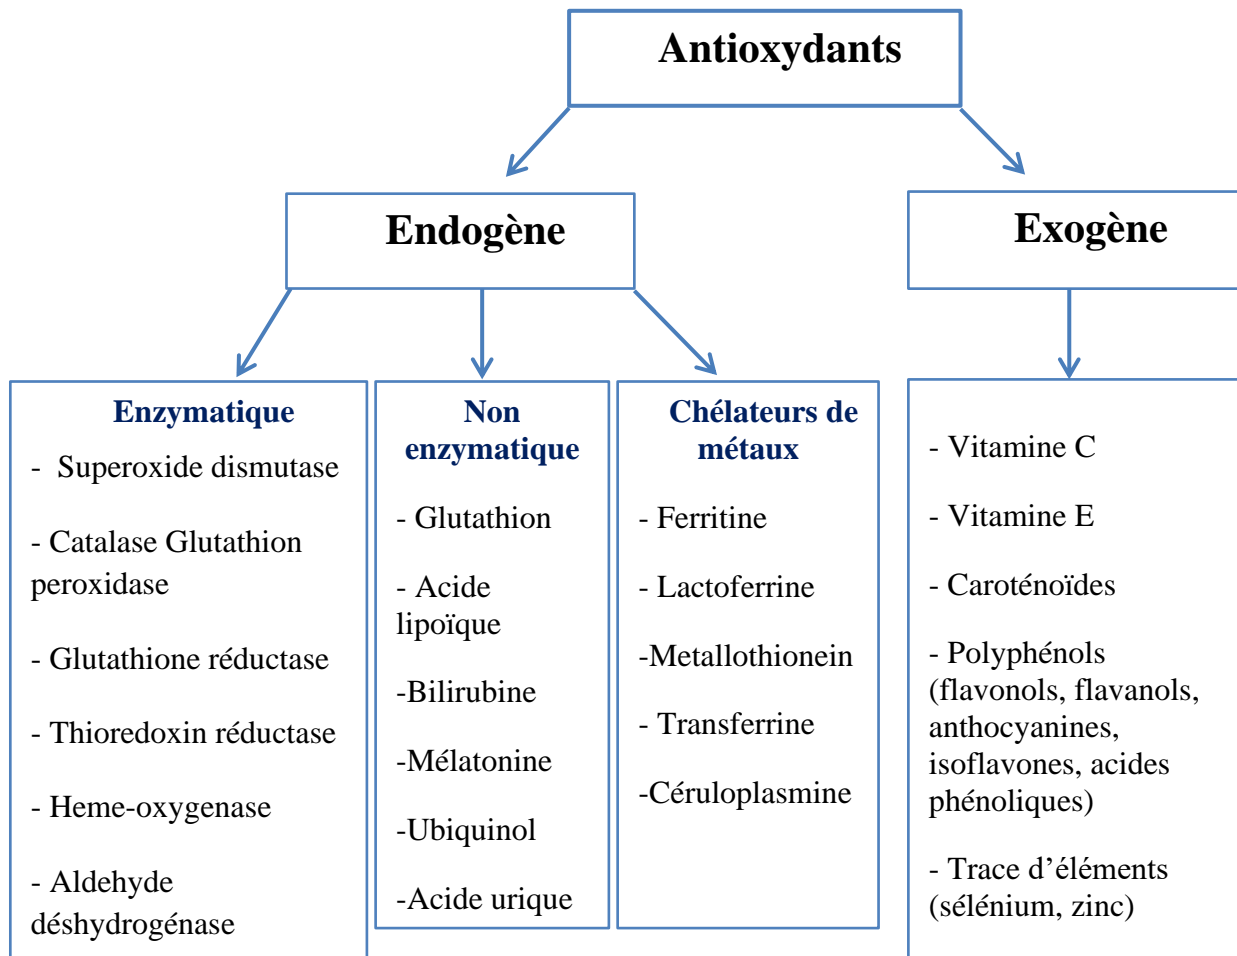 Antioxydants
Endogène
Exogène
Enzymatique
- Superoxide dismutase
- Catalase Glutathion
peroxidase
- Glutathione réductase
- Thioredoxin réductase
- Heme-oxygenase
- Aldehyde
déshydrogénase
Non
enzymatique
- Glutathion
- Acide
lipoïque
-Bilirubine
-Mélatonine
-Ubiquinol
-Acide urique
Chélateurs de
métaux
- Ferritine
- Lactoferrine
-Metallothionein
- Transferrine
-Céruloplasmine
- Vitamine C
- Vitamine E
- Caroténoïdes
- Polyphénols
(flavonols, flavanols,
anthocyanines,
isoflavones, acides
phénoliques)
- Trace d’éléments
(sélénium, zinc)